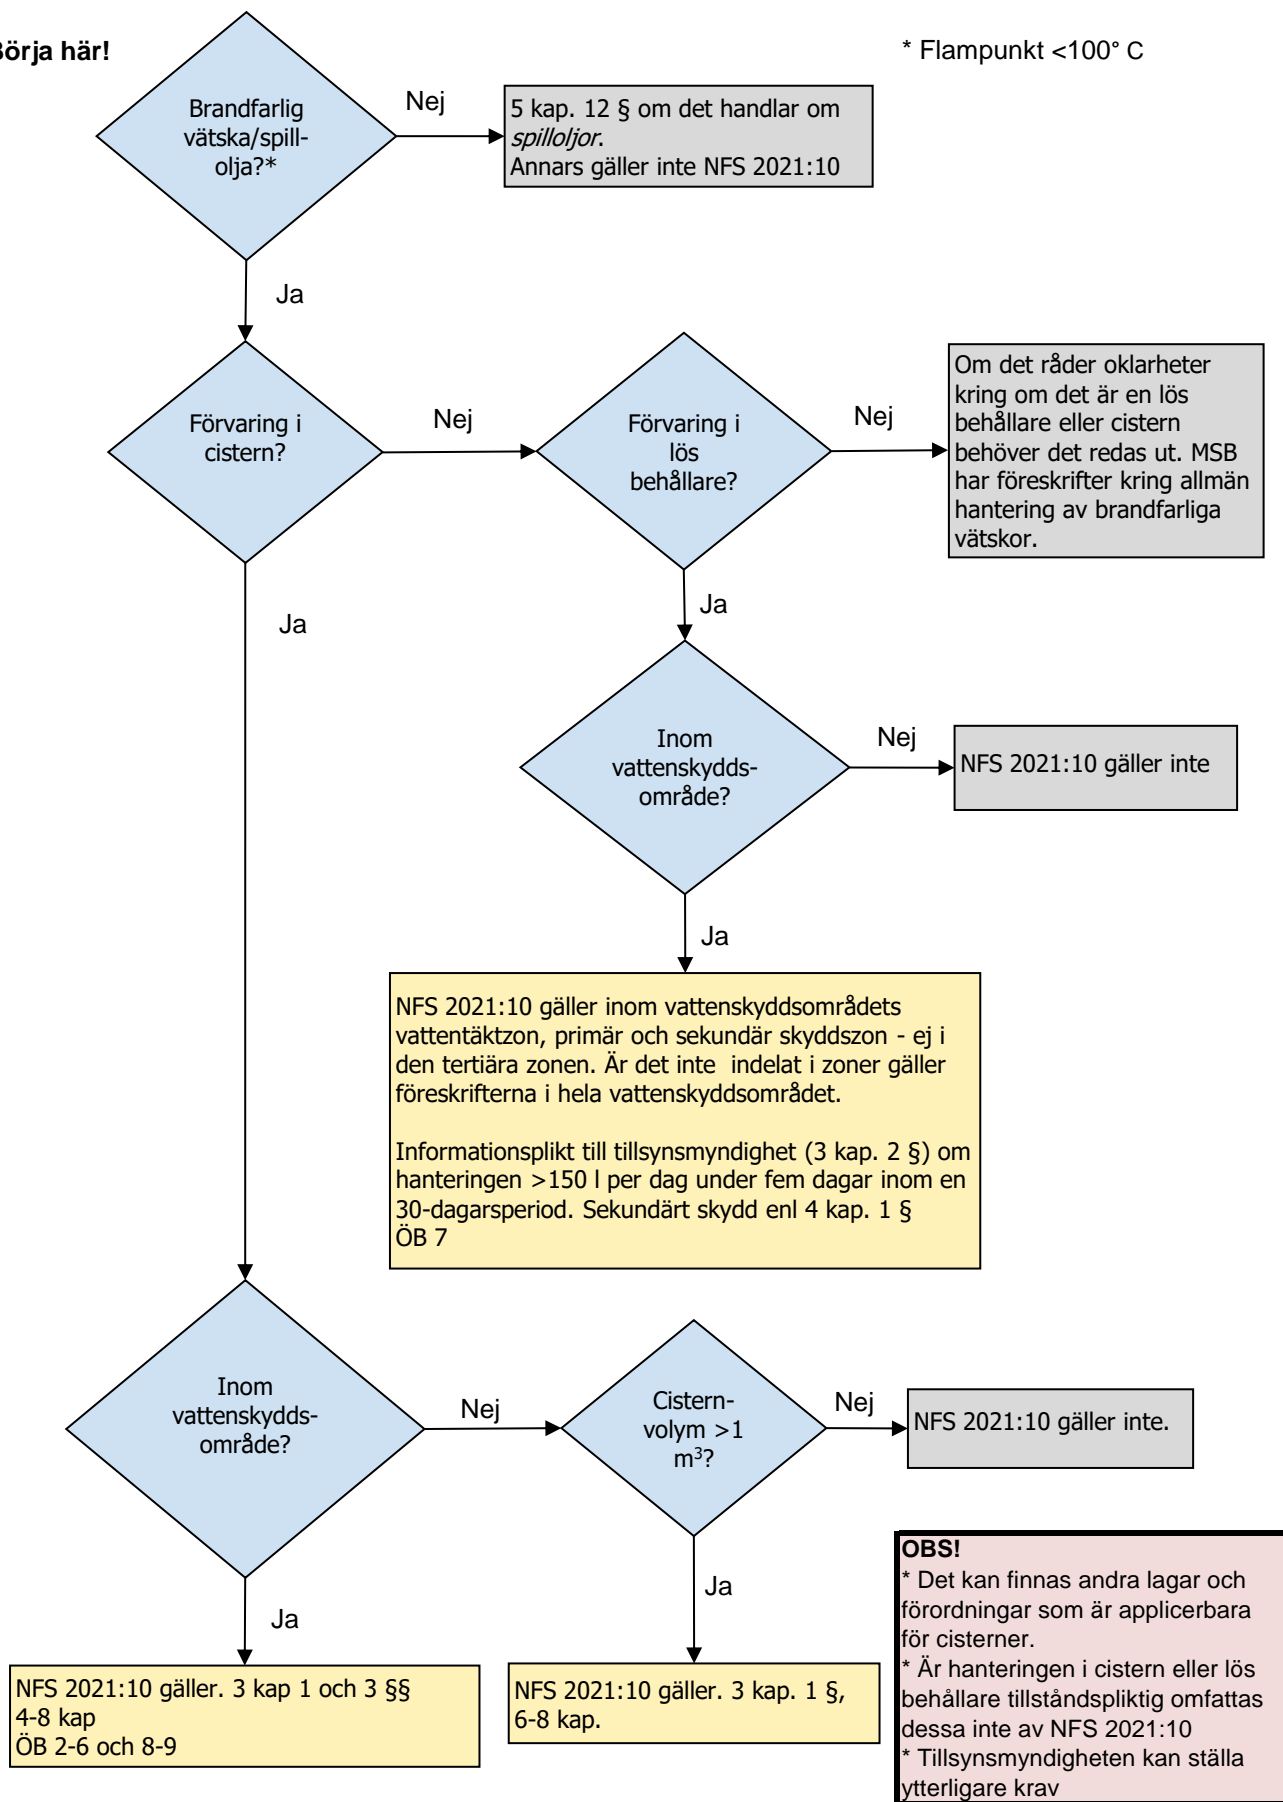 Börja här!
* Flampunkt <100° C
Brandfarlig
vätska/spill-
olja?*
Nej
5 kap. 12 § om det handlar om
spilloljor.
Annars gäller inte NFS 2021:10
Ja
Förvaring i
cistern?
Nej
Förvaring i
lös
behållare?
Nej
Om det råder oklarheter
kring om det är en lös
behållare eller cistern
behöver det redas ut. MSB
har föreskrifter kring allmän
hantering av brandfarliga
vätskor.
Ja
Ja
Inom
vattenskydds-
område?
Nej
NFS 2021:10 gäller inte
Ja
NFS 2021:10 gäller inom vattenskyddsområdets
vattentäktzon, primär och sekundär skyddszon - ej i
den tertiära zonen. Är det inte indelat i zoner gäller
föreskrifterna i hela vattenskyddsområdet.
Informationsplikt till tillsynsmyndighet (3 kap. 2 §) om
hanteringen >150 l per dag under fem dagar inom en
30-dagarsperiod. Sekundärt skydd enl 4 kap. 1 §
ÖB 7
Inom
vattenskydds-
område?
Nej
Cistern-
volym >1
m³?
Nej
NFS 2021:10 gäller inte.
Ja
Ja
NFS 2021:10 gäller. 3 kap 1 och 3 §§
4-8 kap
ÖB 2-6 och 8-9
NFS 2021:10 gäller. 3 kap. 1 §,
6-8 kap.
OBS!
* Det kan finnas andra lagar och
förordningar som är applicerbara
för cisterner.
* Är hanteringen i cistern eller lös
behållare tillståndspliktig omfattas
dessa inte av NFS 2021:10
* Tillsynsmyndigheten kan ställa
ytterligare krav